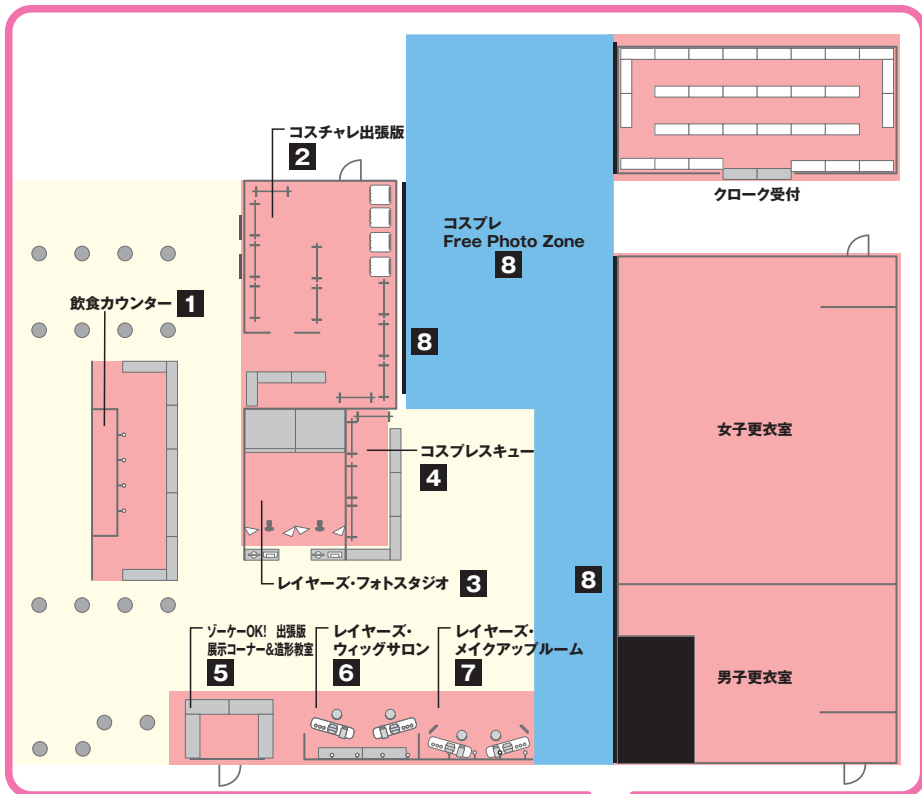 コスチャレ出張版
2
クローク受付
コスプレ
Free Photo Zone
8
飲食カウンター 1
8
女子更衣室
コスプレスキュー
4
レイヤーズ・フォトスタジオ 3
8
ゾーケーOK! 出張版
展示コーナー&造形教室
5
レイヤーズ・
ウィッグサロン
6
レイヤーズ・
メイクアップルーム
7
男子更衣室